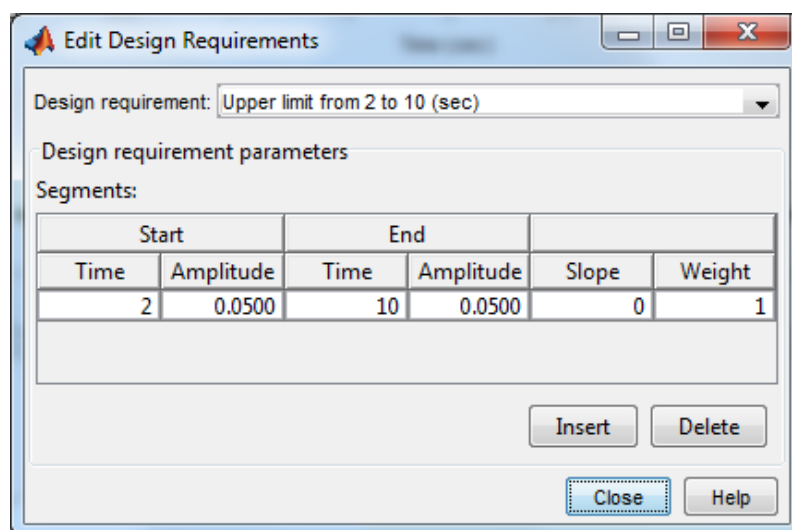 Edit Design Requirements
Design requirement: Upper limit from 2 to 10 (sec)
Design requirement parameters
Segments:
Start End
Time Amplitude Time Amplitude Slope Weight
2 0.0500 10 0.0500 0 1
Insert Delete
Close Help